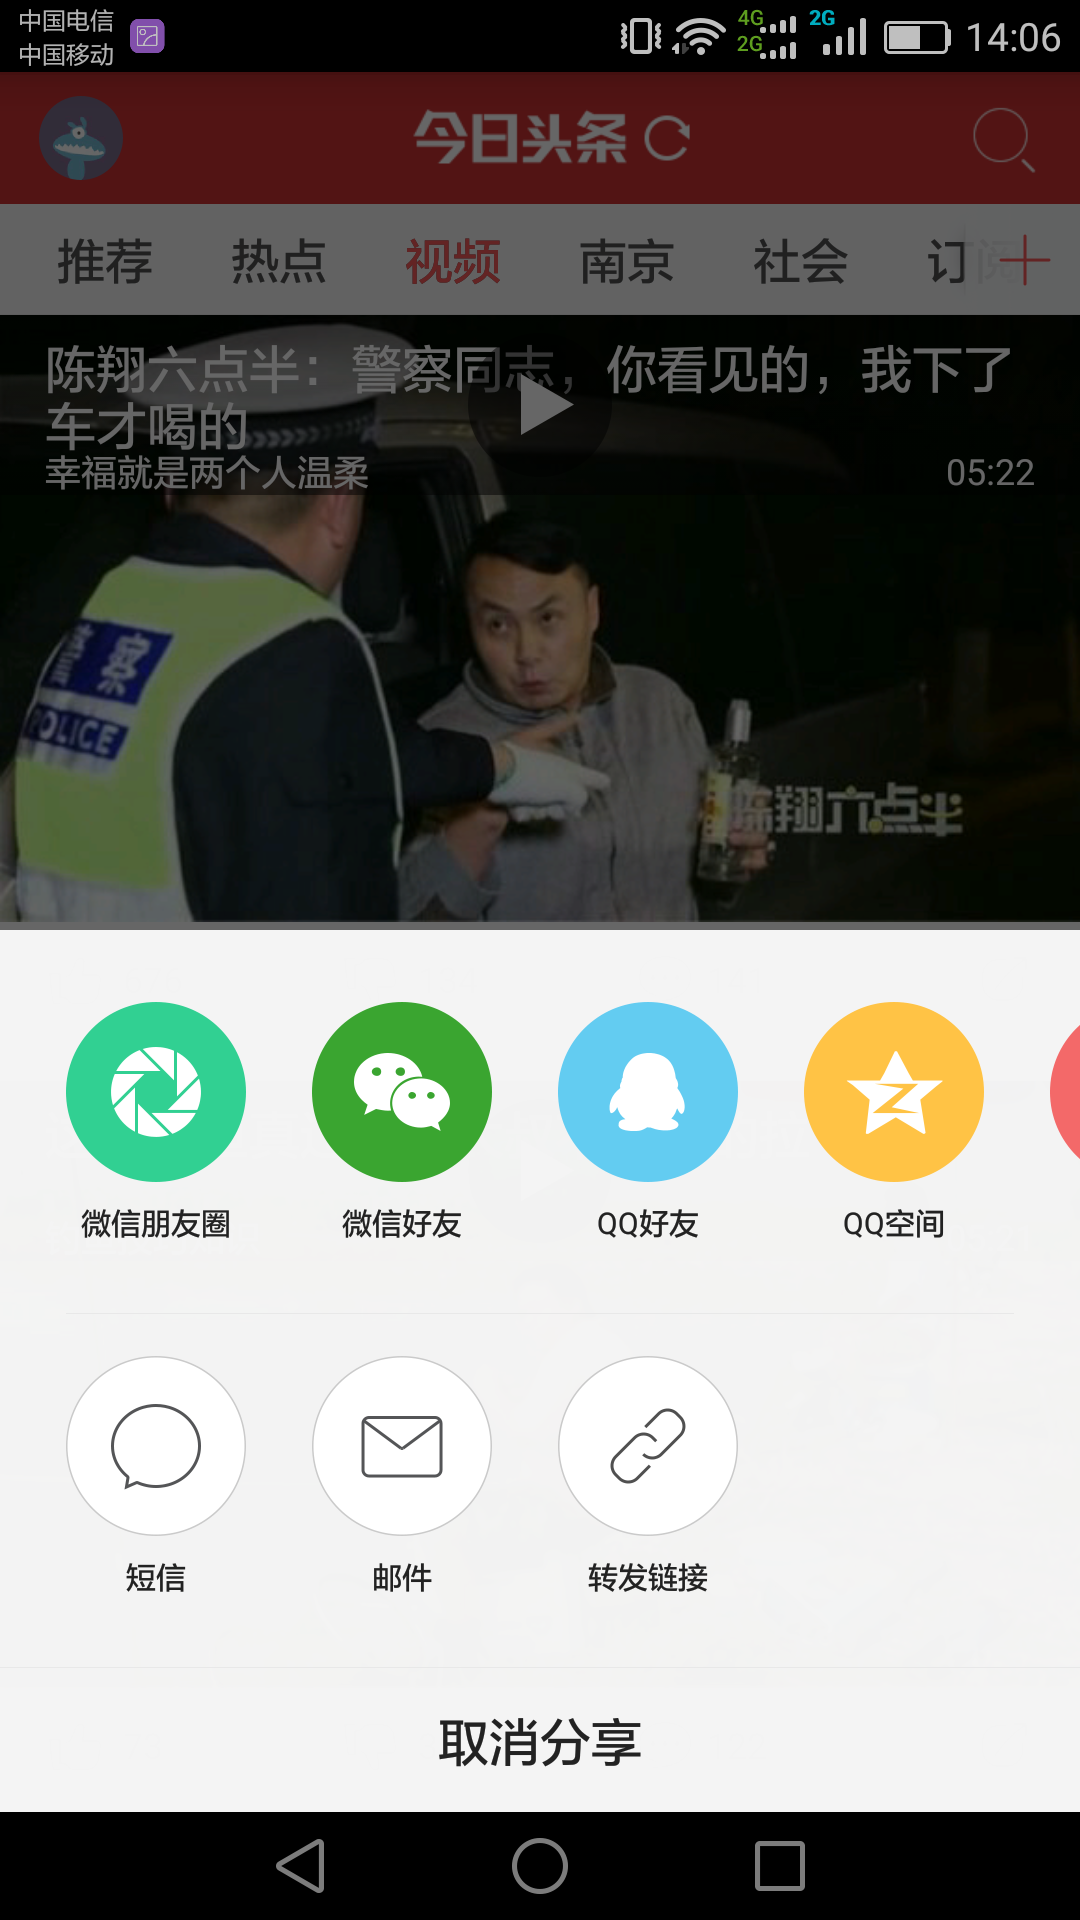 中国电信
中国移动
4G
2G
2G
14:06
今日头条
推荐 热点 视频 南京 社会 订阅
陈翔六点半：警察同志，你看见的，我下了
车才喝的
幸福就是两个人温柔
05:22
警察
POLICE
陈翔六点半
微信朋友圈 微信好友 QQ好友 QQ空间
短信 邮件 转发链接
取消分享